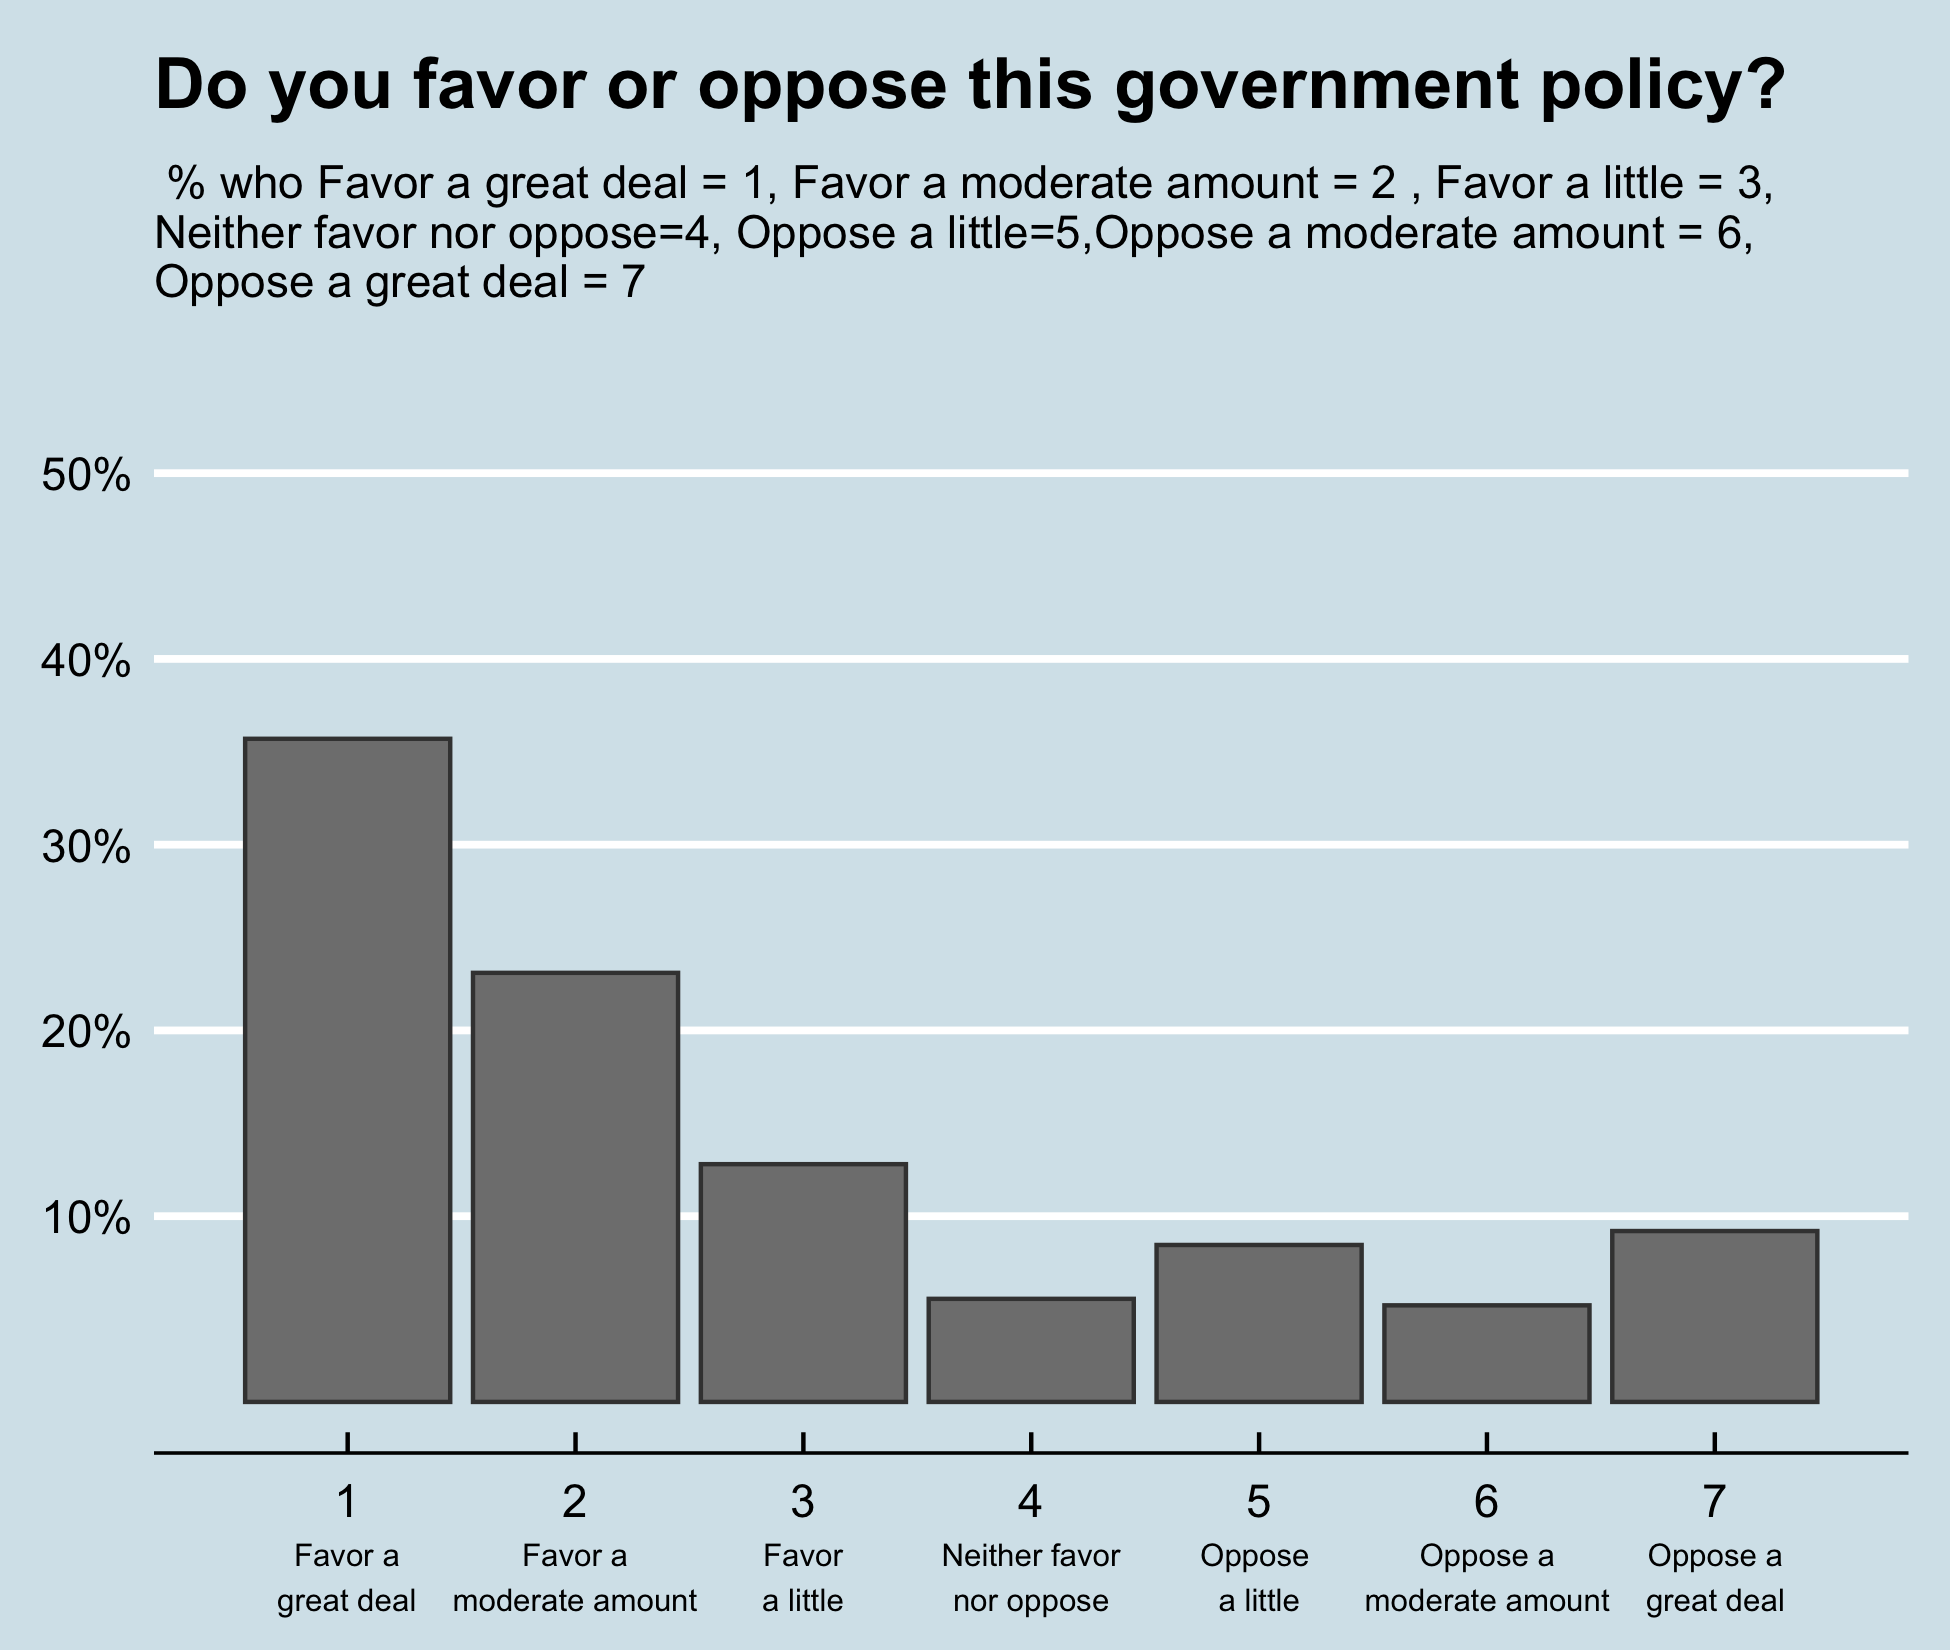 Do you favor or oppose this government policy?
% who Favor a great deal = 1, Favor a moderate amount = 2 , Favor a little = 3,
Neither favor nor oppose=4, Oppose a little=5,Oppose a moderate amount = 6,
Oppose a great deal = 7
50%
40%
30%
20%
10%
1 2 3 4 5 6 7
Favor a Favor a Favor Neither favor Oppose Oppose a Oppose a
great deal moderate amount a little nor oppose a little moderate amount great deal